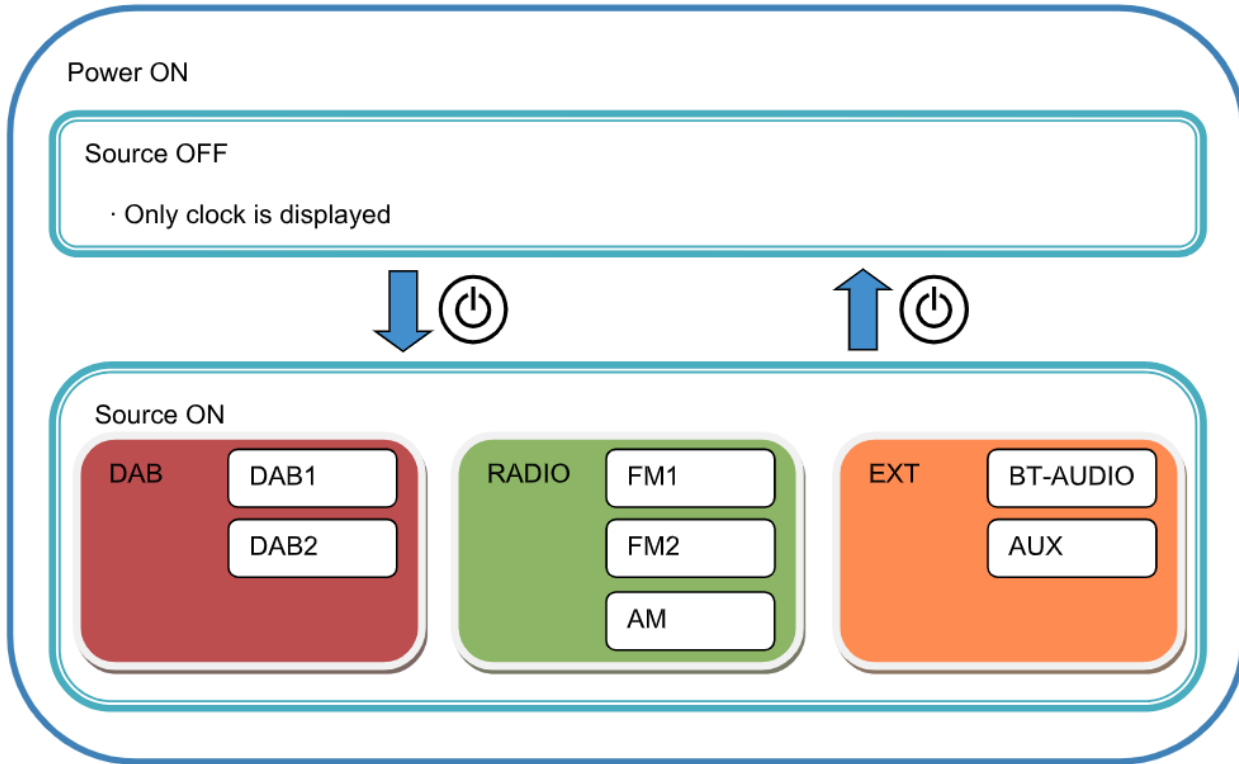 Power ON
Source OFF
· Only clock is displayed
Source ON
DAB
DAB1
DAB2
RADIO
FM1
FM2
AM
EXT
BT-AUDIO
AUX